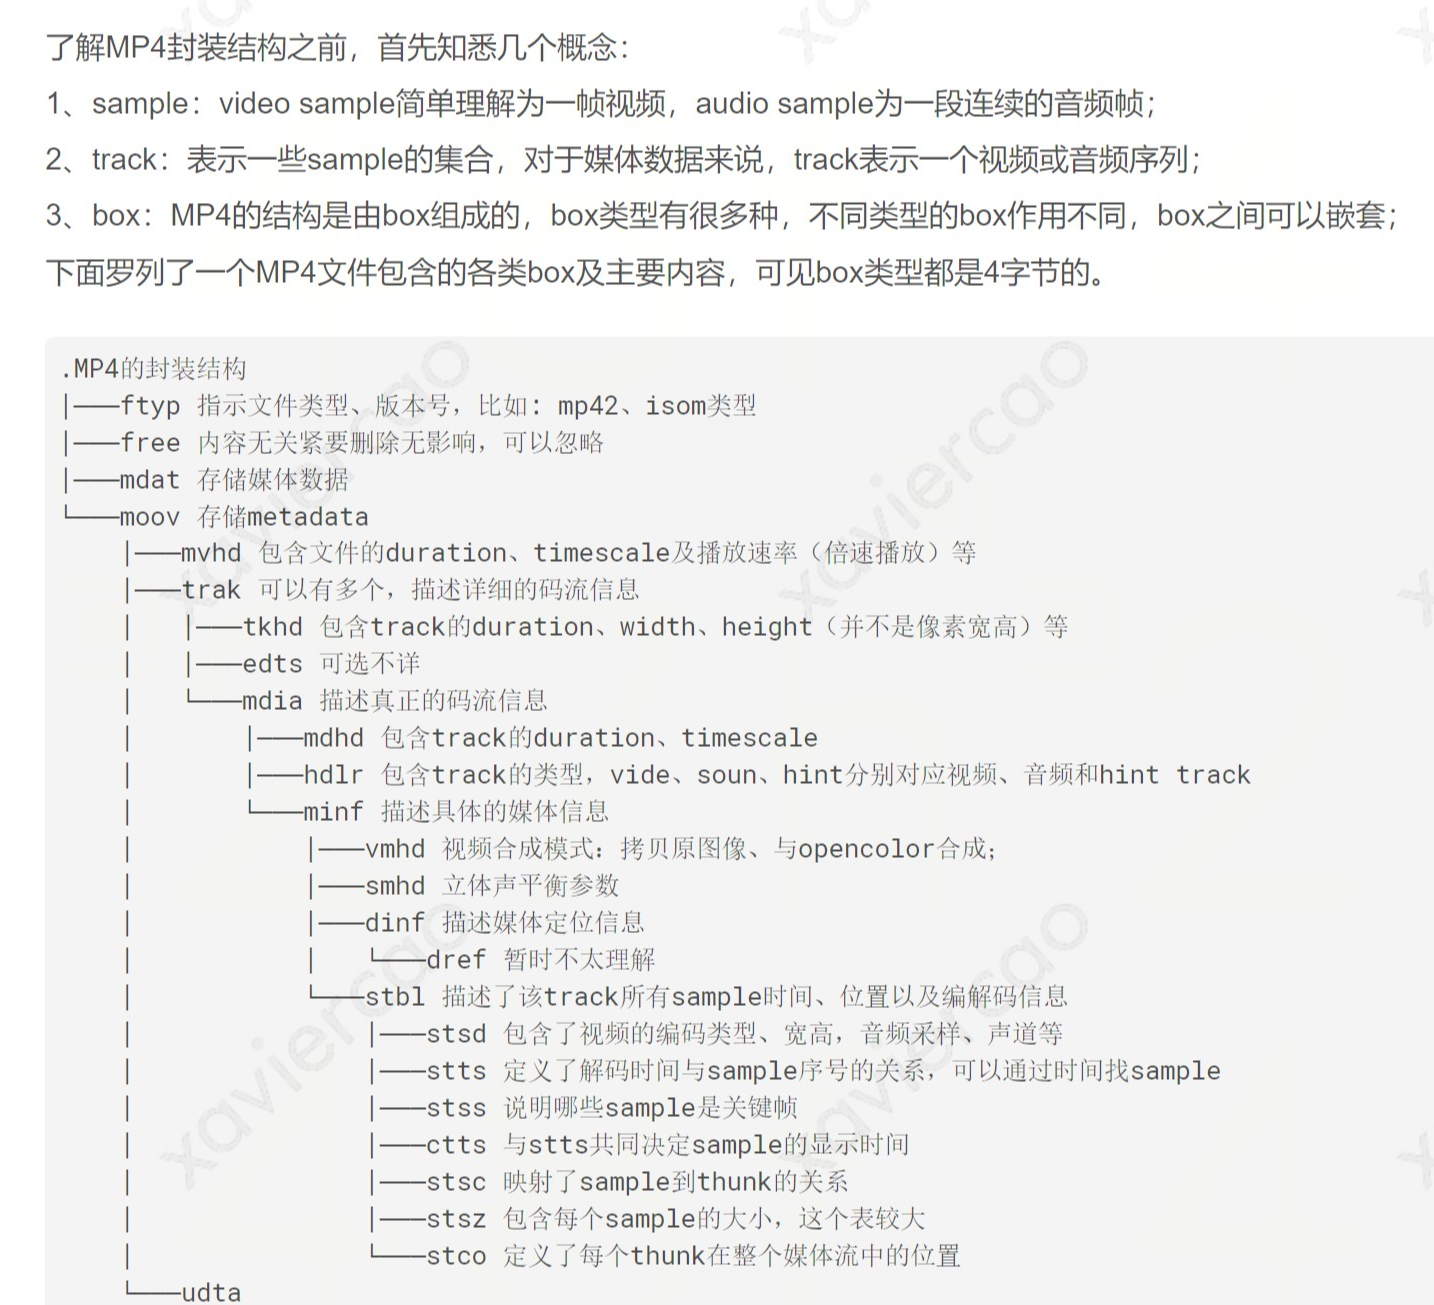 了解MP4封装结构之前，首先知悉几个概念：
1、sample：video sample简单理解为一帧视频，audio sample为一段连续的音频帧；
2、track：表示一些sample的集合，对于媒体数据来说，track表示一个视频或音频序列；
3、box：MP4的结构是由box组成的，box类型有很多种，不同类型的box作用不同，box之间可以嵌套；
下面罗列了一个MP4文件包含的各类box及主要内容，可见box类型都是4字节的。
.MP4的封装结构
|———ftyp 指示文件类型、版本号，比如: mp42、isom类型
|———free 内容无关紧要删除无影响，可以忽略
|———mdat 存储媒体数据
└———moov 存储metadata
    |———mvhd 包含文件的duration、timescale及播放速率（倍速播放）等
    |———trak 可以有多个，描述详细的码流信息
    |   |———tkhd 包含track的duration、width、height（并不是像素宽高）等
    |   |———edts 可选不详
    |   └———mdia 描述真正的码流信息
    |       |———mdhd 包含track的duration、timescale
    |       |———hdlr 包含track的类型，vide、soun、hint分别对应视频、音频和hint track
    |       └———minf 描述具体的媒体信息
    |           |———vmhd 视频合成模式：拷贝原图像、与opencolor合成；
    |           |———smhd 立体声平衡参数
    |           |———dinf 描述媒体定位信息
    |           |   └———dref 暂时不太理解
    |           └———stbl 描述了该track所有sample时间、位置以及编解码信息
    |               |———stsd 包含了视频的编码类型、宽高，音频采样、声道等
    |               |———stts 定义了解码时间与sample序号的关系，可以通过时间找sample
    |               |———stss 说明哪些sample是关键帧
    |               |———ctts 与stts共同决定sample的显示时间
    |               |———stsc 映射了sample到thunk的关系
    |               |———stsz 包含每个sample的大小，这个表较大
    |               └———stco 定义了每个thunk在整个媒体流中的位置
    └———udta
xaviercao
xaviercao
xaviercao
xaviercao